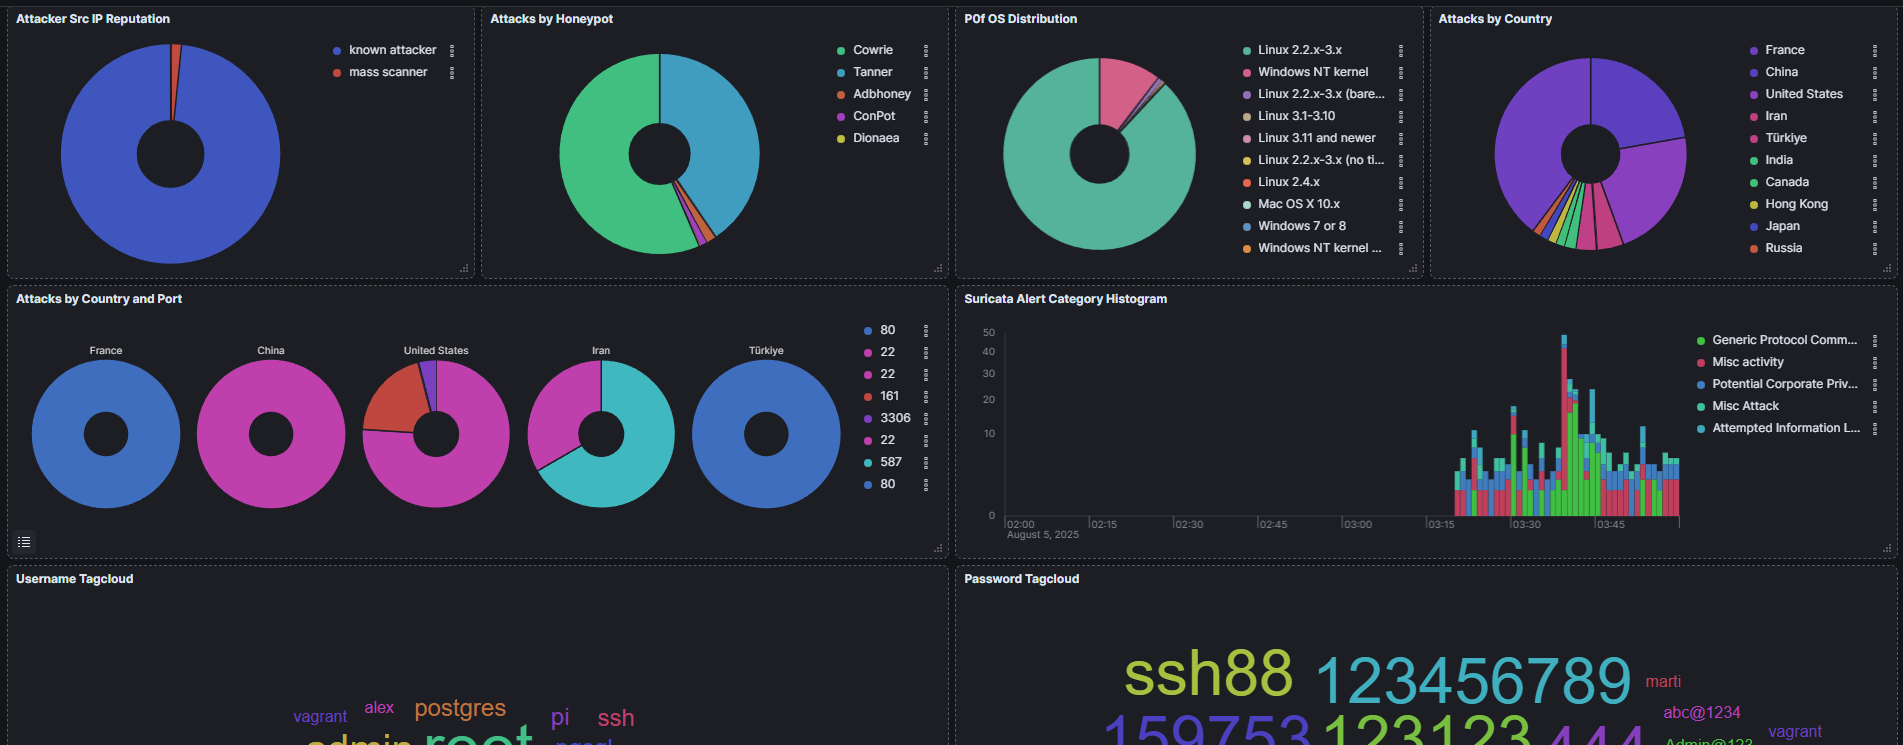 Attacker Src IP Reputation
known attacker
mass scanner
Attacks by Honeypot
Cowrie
Tanner
Adbhoney
ConPot
Dionaea
P0f OS Distribution
Linux 2.2.x-3.x
Windows NT kernel
Linux 2.2.x-3.x (bare...
Linux 3.1-3.10
Linux 3.11 and newer
Linux 2.2.x-3.x (no ti...
Linux 2.4.x
Mac OS X 10.x
Windows 7 or 8
Windows NT kernel ...
Attacks by Country
France
China
United States
Iran
Türkiye
India
Canada
Hong Kong
Japan
Russia
Attacks by Country and Port
France
China
United States
Iran
Türkiye
80
22
22
161
3306
22
587
80
Suricata Alert Category Histogram
50
40
30
20
10
0
02:00
02:15
02:30
02:45
03:00
03:15
03:30
03:45
August 5, 2025
Generic Protocol Comm...
Misc activity
Potential Corporate Priv...
Misc Attack
Attempted Information L...
Username Tagcloud
vagrant
alex
postgres
pi
ssh
admin
root
Password Tagcloud
ssh88
123456789
marti
abc@1234
159753
123123
444
vagrant
Admin@123